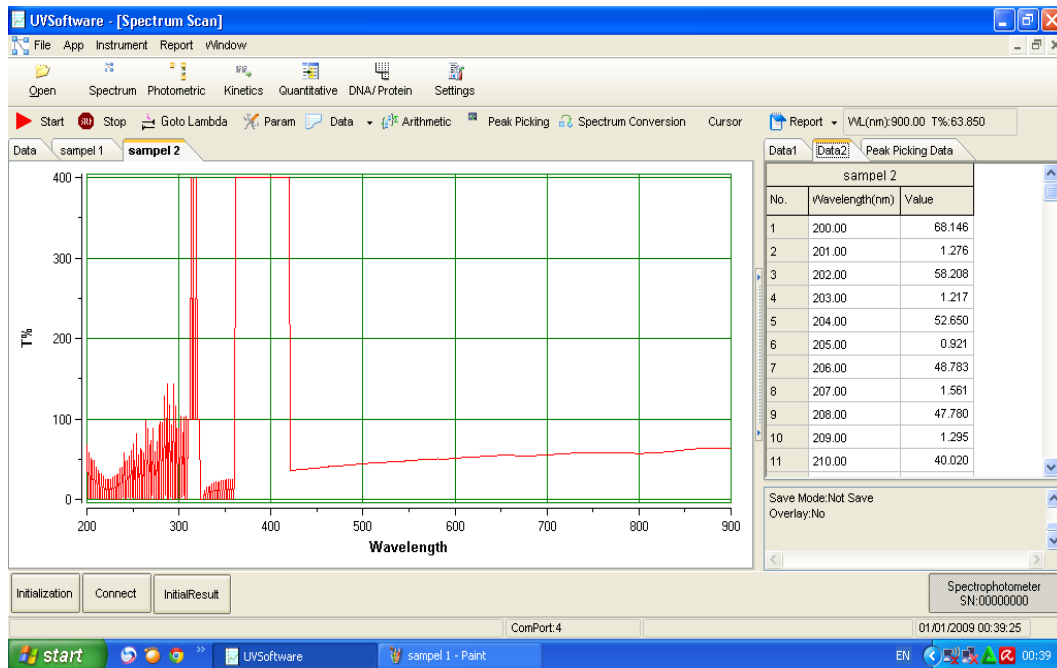 UVSoftware - [Spectrum Scan]
File App Instrument Report Window
Open Spectrum Photometric Kinetics Quantitative DNA/Protein Settings
Start Stop Goto Lambda Param Data Arithmetic Peak Picking Spectrum Conversion Cursor Report WL(nm):900.00 T%:63.850
Data sampel 1 sampel 2
Data1 Data2 Peak Picking Data
400
300
200
100
0
T%
200 300 400 500 600 700 800 900
Wavelength
sampel 2
No. Wavelength(nm) Value
1 200.00 68.146
2 201.00 1.276
3 202.00 58.208
4 203.00 1.217
5 204.00 52.650
6 205.00 0.921
7 206.00 48.783
8 207.00 1.561
9 208.00 47.780
10 209.00 1.295
11 210.00 40.020
Save Mode:Not Save
Overlay:No
Initialization Connect InitialResult
Spectrophotometer
SN:00000000
ComPort:4 01/01/2009 00:39:25
start UVSoftware sampel 1 - Paint EN 00:39